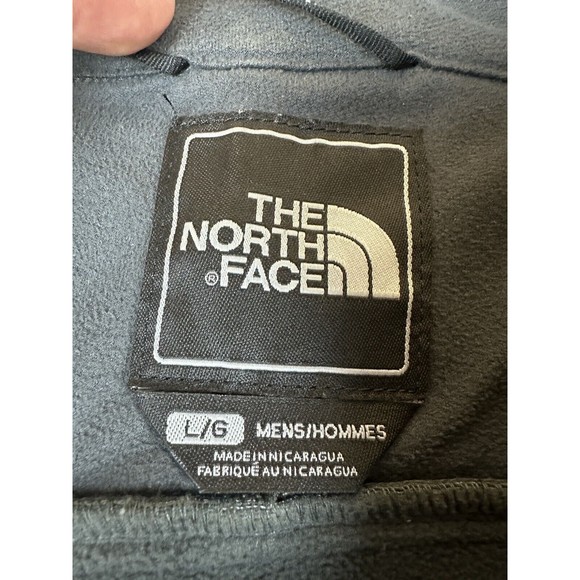 THE
NORTH
® FACE
L/G MENS/HOMMES
MADE IN NICARAGUA
FABRIQUÉ AU NICARAGUA